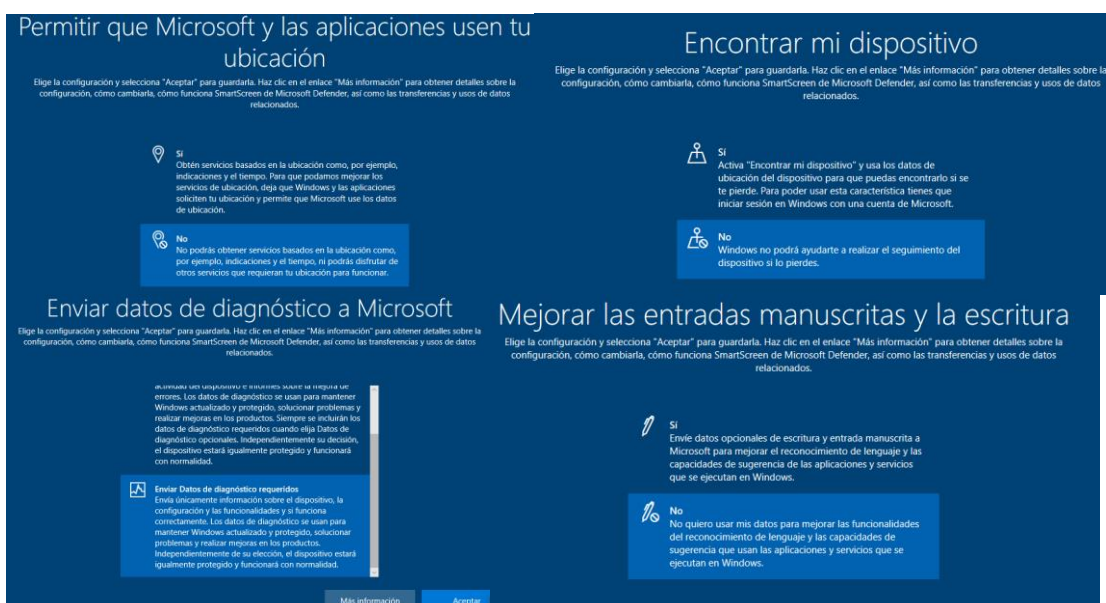 Permitir que Microsoft y las aplicaciones usen tu
ubicación
Elige la configuración y selecciona "Aceptar" para guardarla. Haz clic en el enlace "Más información" para obtener detalles sobre la
configuración, cómo cambiarla, cómo funciona SmartScreen de Microsoft Defender, así como las transferencias y usos de datos
relacionados.
Sí
Obtén servicios basados en la ubicación como, por ejemplo,
indicaciones y el tiempo. Para que podamos mejorar los
servicios de ubicación, deja que Windows y las aplicaciones
soliciten tu ubicación y permite que Microsoft use los datos
de ubicación.
No
No podrás obtener servicios basados en la ubicación como,
por ejemplo, indicaciones y el tiempo, ni podrás disfrutar de
otros servicios que requieran tu ubicación para funcionar.
Encontrar mi dispositivo
Elige la configuración y selecciona "Aceptar" para guardarla. Haz clic en el enlace "Más información" para obtener detalles sobre la
configuración, cómo cambiarla, cómo funciona SmartScreen de Microsoft Defender, así como las transferencias y usos de datos
relacionados.
Sí
Activa "Encontrar mi dispositivo" y usa los datos de
ubicación del dispositivo para que puedas encontrarlo si se
te pierde. Para poder usar esta característica tienes que
iniciar sesión en Windows con una cuenta de Microsoft.
No
Windows no podrá ayudarte a realizar el seguimiento del
dispositivo si lo pierdes.
Enviar datos de diagnóstico a Microsoft
Elige la configuración y selecciona "Aceptar" para guardarla. Haz clic en el enlace "Más información" para obtener detalles sobre la
configuración, cómo cambiarla, cómo funciona SmartScreen de Microsoft Defender, así como las transferencias y usos de datos
relacionados.
actividad del dispositivo e informes sobre la mejora de
errores. Los datos de diagnóstico se usan para mantener
Windows actualizado y protegido, solucionar problemas y
realizar mejoras en los productos. Siempre se incluirán los
datos de diagnóstico requeridos cuando elija Datos de
diagnóstico opcionales. Independientemente su decisión,
el dispositivo estará igualmente protegido y funcionará
con normalidad.
Enviar Datos de diagnóstico requeridos
Envía únicamente información sobre el dispositivo, la
configuración y las funcionalidades y si funciona
correctamente. Los datos de diagnóstico se usan para
mantener Windows actualizado y protegido, solucionar
problemas y realizar mejoras en los productos.
Independientemente de su elección, el dispositivo estará
igualmente protegido y funcionará con normalidad.
Más información
Aceptar
Mejorar las entradas manuscritas y la escritura
Elige la configuración y selecciona "Aceptar" para guardarla. Haz clic en el enlace "Más información" para obtener detalles sobre la
configuración, cómo cambiarla, cómo funciona SmartScreen de Microsoft Defender, así como las transferencias y usos de datos
relacionados.
Sí
Envíe datos opcionales de escritura y entrada manuscrita a
Microsoft para mejorar el reconocimiento de lenguaje y las
capacidades de sugerencia de las aplicaciones y servicios
que se ejecutan en Windows.
No
No quiero usar mis datos para mejorar las funcionalidades
del reconocimiento de lenguaje y las capacidades de
sugerencia que usan las aplicaciones y servicios que se
ejecutan en Windows.